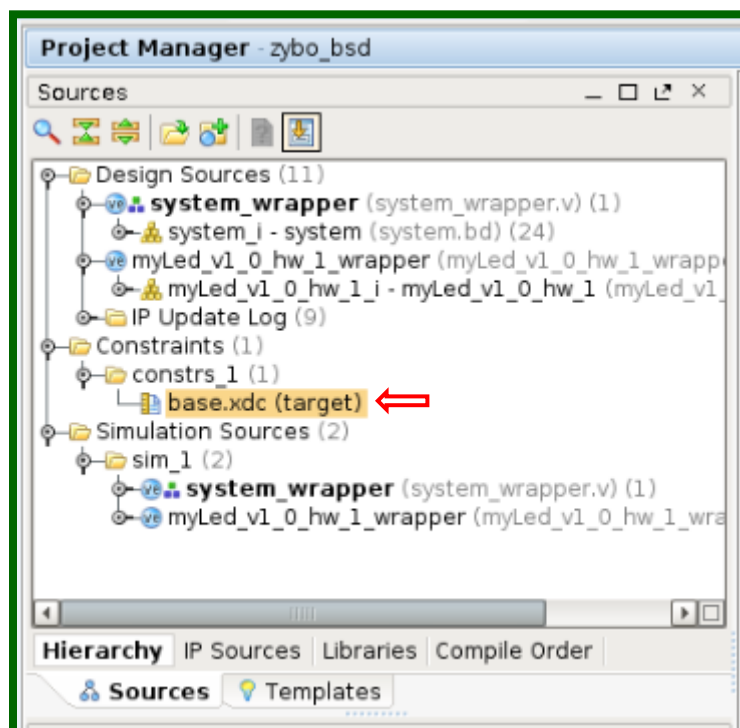 Project Manager - zybo_bsd
Sources
Design Sources (11)
system_wrapper (system_wrapper.v) (1)
system_i - system (system.bd) (24)
myLed_v1_0_hw_1_wrapper (myLed_v1_0_hw_1_wrapp
myLed_v1_0_hw_1_i - myLed_v1_0_hw_1 (myLed_v1_
IP Update Log (9)
Constraints (1)
constrs_1 (1)
base.xdc (target)
Simulation Sources (2)
sim_1 (2)
system_wrapper (system_wrapper.v) (1)
myLed_v1_0_hw_1_wrapper (myLed_v1_0_hw_1_wra
Hierarchy IP Sources Libraries Compile Order
Sources Templates